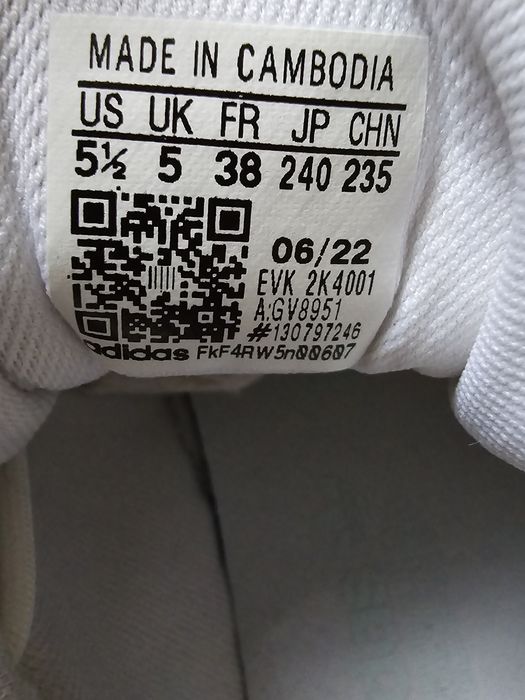 MADE IN CAMBODIA
US UK FR JP CHN
5½ 5 38 240 235
06/22
EVK 2K4001
A:GV8951
#130797246
adidas FkF4RW5n00607